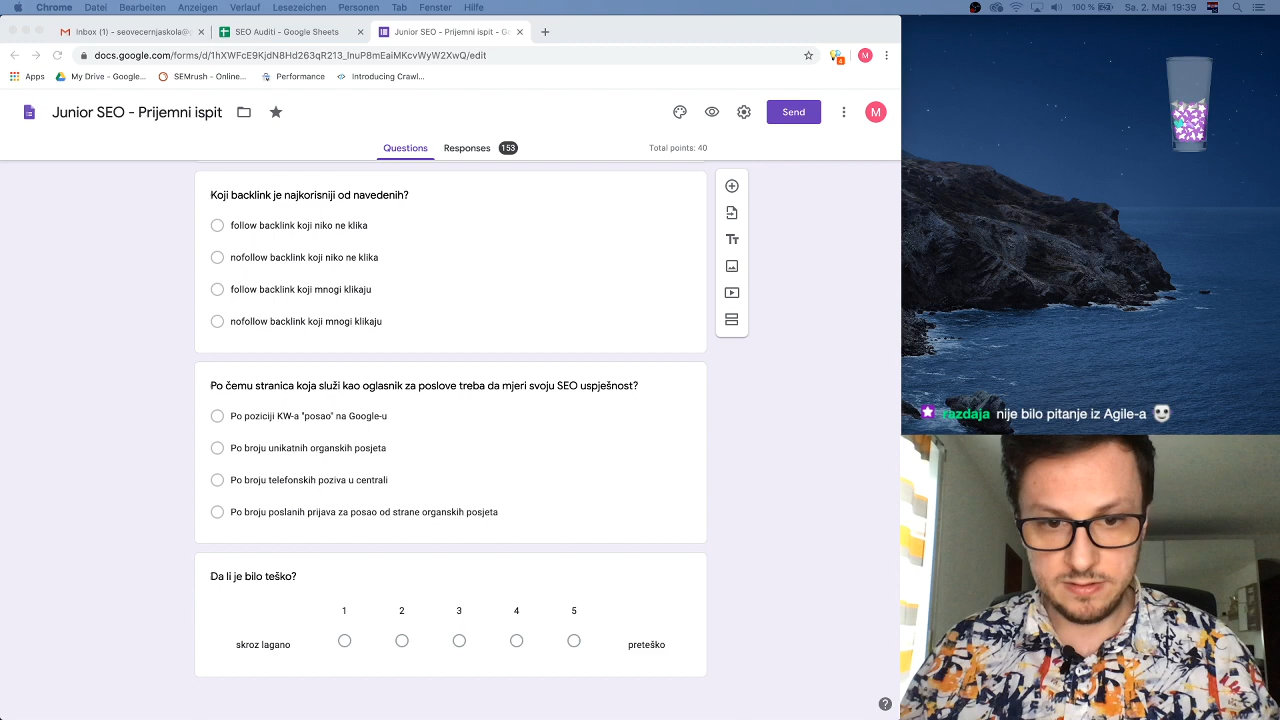 Chrome Datei Bearbeiten Anzeigen Verlauf Lesezeichen Personen Tab Fenster Hilfe 100 % Sa. 2. Mai 19:39
Inbox (1) - seovecernjaskola@g
SEO Auditi - Google Sheets
Junior SEO - Prijemni ispit - Go
docs.google.com/forms/d/1hXWFcE9KjdN8Hd263qR213_InuP8mEaiMKcvWyW2XwQ/edit
4
M
Apps
My Drive - Google...
SEMrush - Online...
Performance
Introducing Crawl...
Junior SEO - Prijemni ispit
Send
M
Questions
Responses 153
Total points: 40
Koji backlink je najkorisniji od navedenih?
follow backlink koji niko ne klika
nofollow backlink koji niko ne klika
follow backlink koji mnogi klikaju
nofollow backlink koji mnogi klikaju
Po čemu stranica koja služi kao oglasnik za poslove treba da mjeri svoju SEO uspješnost?
Po poziciji KW-a "posao" na Google-u
Po broju unikatnih organskih posjeta
Po broju telefonskih poziva u centrali
Po broju poslanih prijava za posao od strane organskih posjeta
Da li je bilo teško?
1 2 3 4 5
skroz lagano
preteško
razdaja nije bilo pitanje iz Agile-a